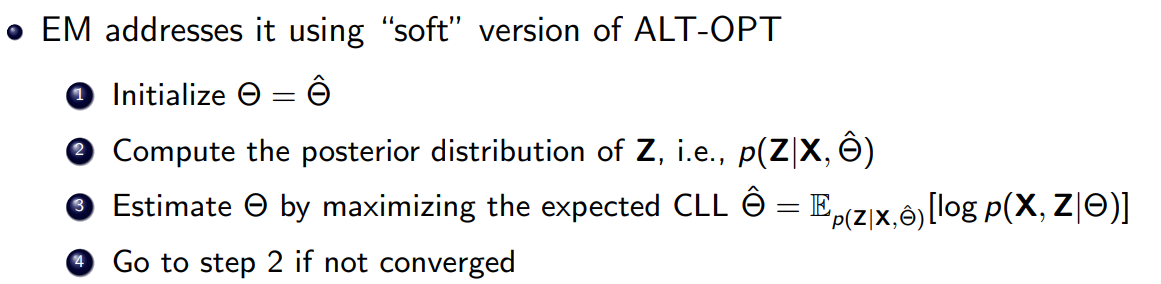 • EM addresses it using “soft” version of ALT-OPT
1 Initialize Θ = Θ̂
2 Compute the posterior distribution of Z, i.e., p(Z|X, Θ̂)
3 Estimate Θ by maximizing the expected CLL Θ̂ = 𝔼_{p(Z|X,Θ̂)}[log p(X, Z|Θ)]
4 Go to step 2 if not converged